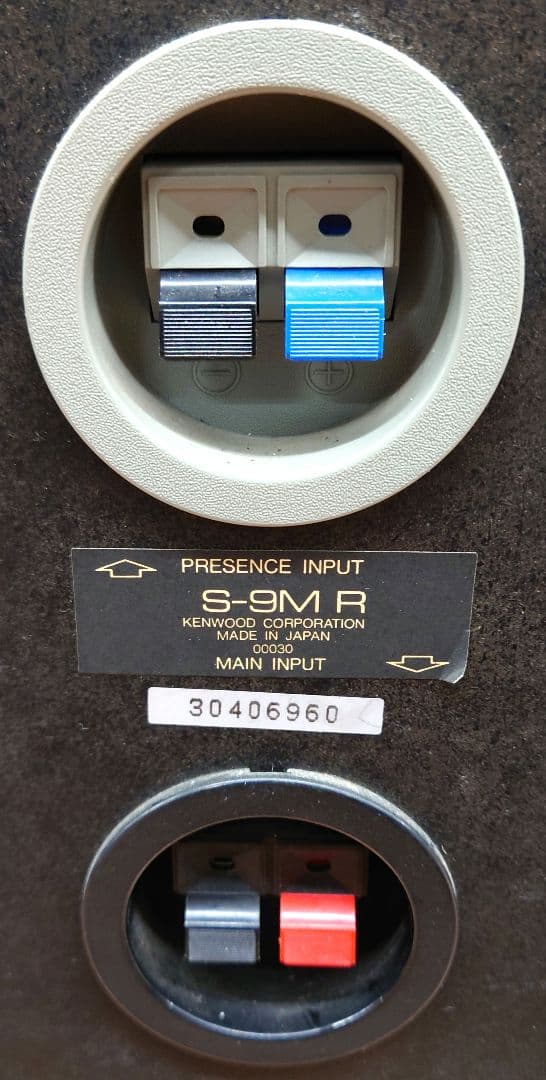 − +
PRESENCE INPUT
S-9M R
KENWOOD CORPORATION
MADE IN JAPAN
00030
MAIN INPUT
30406960